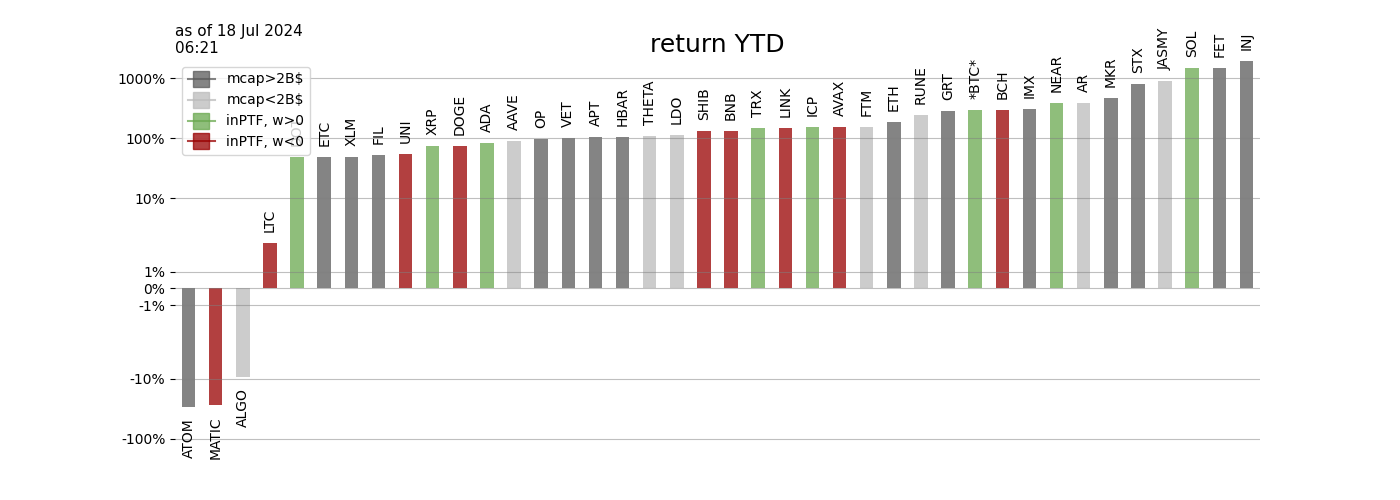 as of 18 Jul 2024
06:21
return YTD
mcap>2B$
mcap<2B$
inPTF, w>0
inPTF, w<0
1000%
100%
10%
1%
0%
-1%
-10%
-100%
ATOM
MATIC
ALGO
LTC
ETC
XLM
FIL
UNI
XRP
DOGE
ADA
AAVE
OP
VET
APT
HBAR
THETA
LDO
SHIB
BNB
TRX
LINK
ICP
AVAX
FTM
ETH
RUNE
GRT
*BTC*
BCH
IMX
NEAR
AR
MKR
STX
JASMY
SOL
FET
INJ